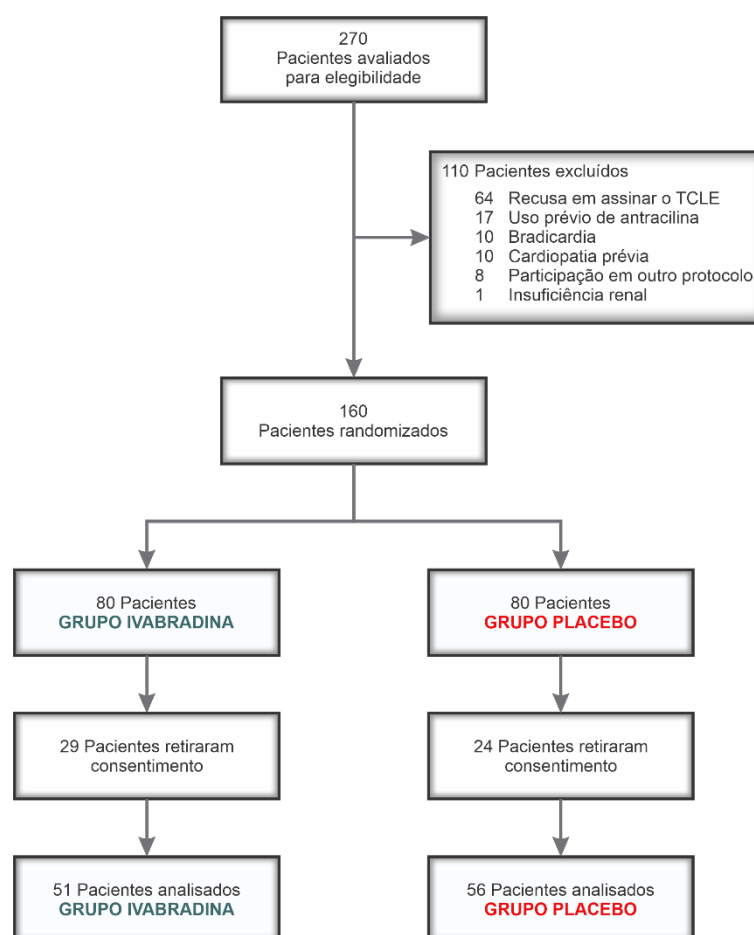 270
Pacientes avaliados
para elegibilidade
110 Pacientes excluídos
64 Recusa em assinar o TCLE
17 Uso prévio de antracilina
10 Bradicardia
10 Cardiopatia prévia
8 Participação em outro protocolo
1 Insuficiência renal
160
Pacientes randomizados
80 Pacientes
GRUPO IVABRADINA
80 Pacientes
GRUPO PLACEBO
29 Pacientes retiraram
consentimento
24 Pacientes retiraram
consentimento
51 Pacientes analisados
GRUPO IVABRADINA
56 Pacientes analisados
GRUPO PLACEBO